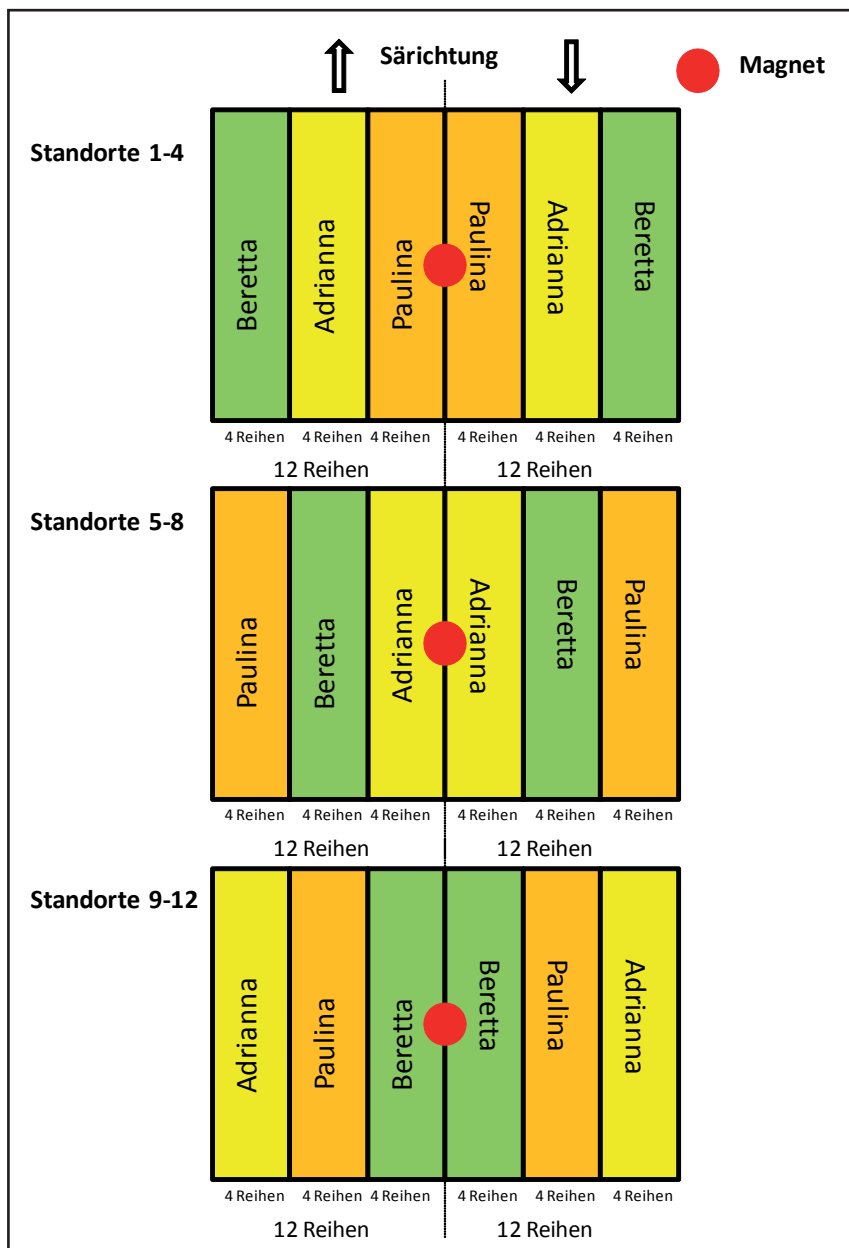 Särichtung
Magnet
Standorte 1-4
Beretta
Adrianna
Paulina
Paulina
Adrianna
Beretta
4 Reihen 4 Reihen 4 Reihen 4 Reihen 4 Reihen 4 Reihen
12 Reihen 12 Reihen
Standorte 5-8
Paulina
Beretta
Adrianna
Adrianna
Beretta
Paulina
4 Reihen 4 Reihen 4 Reihen 4 Reihen 4 Reihen 4 Reihen
12 Reihen 12 Reihen
Standorte 9-12
Adrianna
Paulina
Beretta
Beretta
Paulina
Adrianna
4 Reihen 4 Reihen 4 Reihen 4 Reihen 4 Reihen 4 Reihen
12 Reihen 12 Reihen